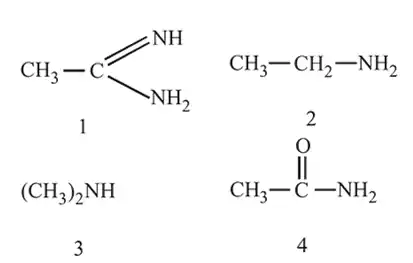 CH₃–C(=NH)–NH₂
1
CH₃–CH₂–NH₂
2
(CH₃)₂NH
3
CH₃–C(=O)–NH₂
4